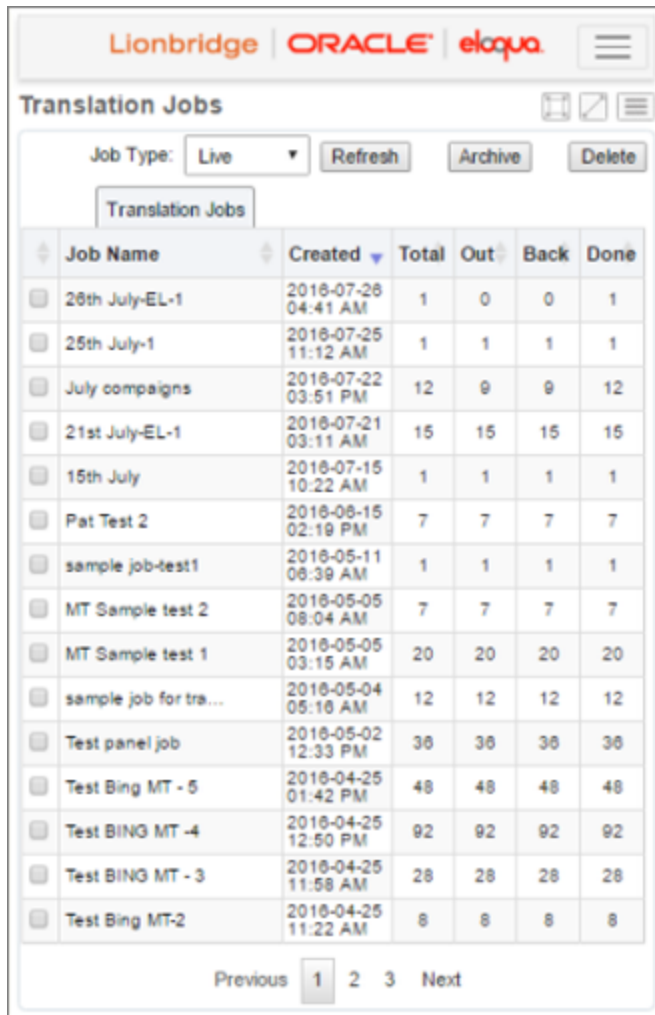 Lionbridge | ORACLE | eloqua.
Translation Jobs
Job Type: Live Refresh Archive Delete
Translation Jobs
Job Name Created Total Out Back Done
26th July-EL-1 2016-07-26 04:41 AM 1 0 0 1
25th July-1 2016-07-25 11:12 AM 1 1 1 1
July compaigns 2016-07-22 03:51 PM 12 9 9 12
21st July-EL-1 2016-07-21 03:11 AM 15 15 15 15
15th July 2016-07-15 10:22 AM 1 1 1 1
Pat Test 2 2016-06-15 02:19 PM 7 7 7 7
sample job-test1 2016-05-11 06:39 AM 1 1 1 1
MT Sample test 2 2016-05-05 08:04 AM 7 7 7 7
MT Sample test 1 2016-05-05 03:15 AM 20 20 20 20
sample job for tra... 2016-05-04 05:16 AM 12 12 12 12
Test panel job 2016-05-02 12:33 PM 36 36 36 36
Test Bing MT - 5 2016-04-25 01:42 PM 48 48 48 48
Test BING MT -4 2016-04-25 12:50 PM 92 92 92 92
Test BING MT - 3 2016-04-25 11:58 AM 28 28 28 28
Test Bing MT-2 2016-04-25 11:22 AM 8 8 8 8
Previous 1 2 3 Next